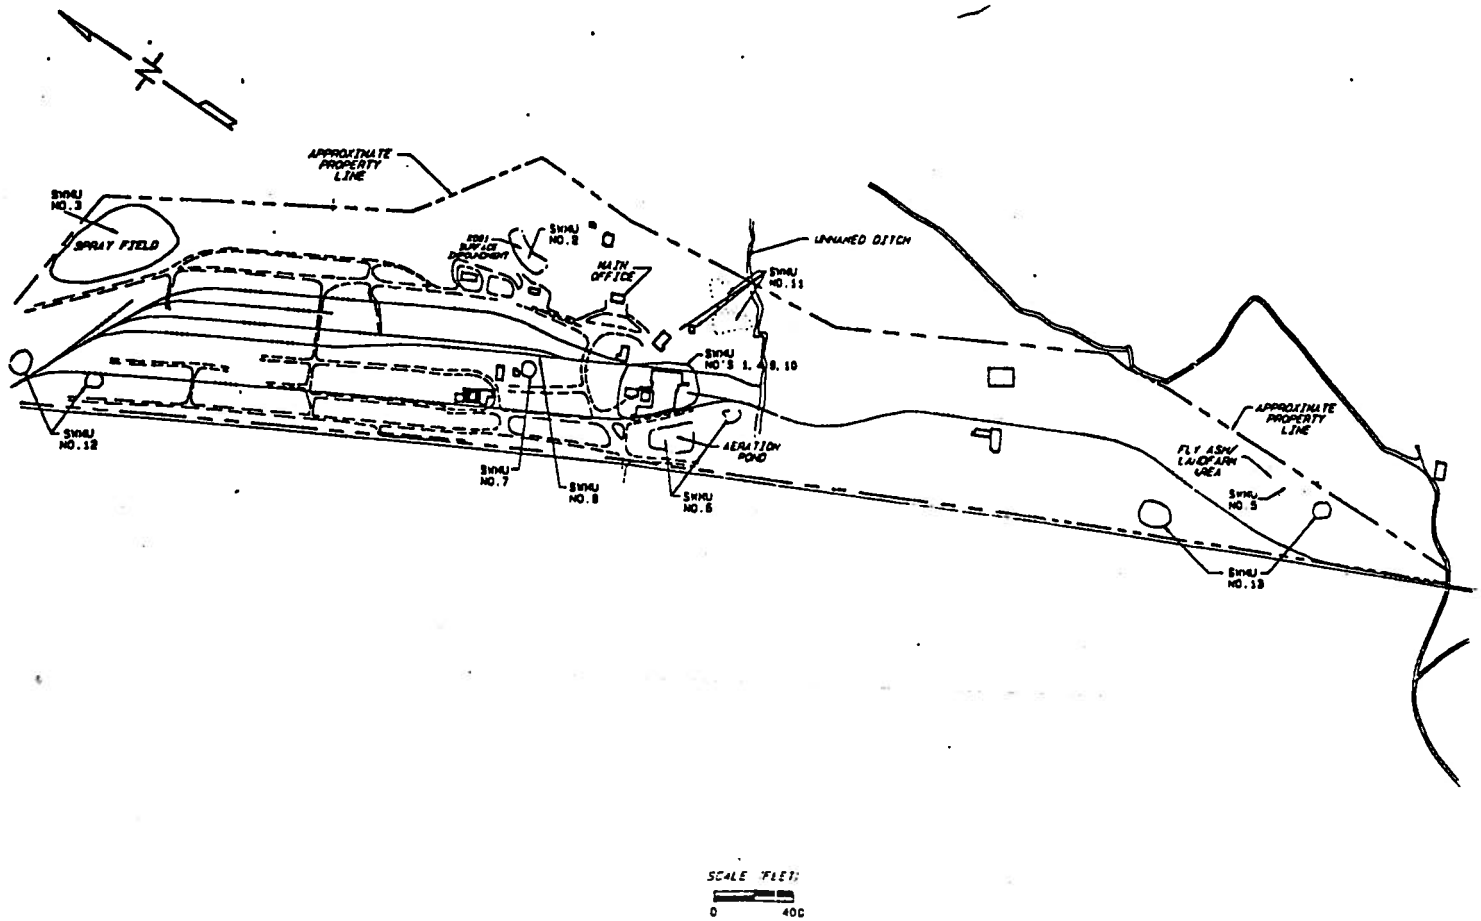 N
APPROXIMATE
PROPERTY
LINE
SWMU
NO.3
SPRAY FIELD
SURFACE
IMPOUNDMENT
SWMU
NO.2
MAIN
OFFICE
UNNAMED DITCH
SWMU
NO.11
SWMU
NO'S 1, 4, 9, 10
SWMU
NO.12
SWMU
NO.7
SWMU
NO.8
AERATION
POND
SWMU
NO.6
APPROXIMATE
PROPERTY
LINE
FLY ASH/
LANDFARM
AREA
SWMU
NO.5
SWMU
NO.13
SCALE (FEET)
0 400